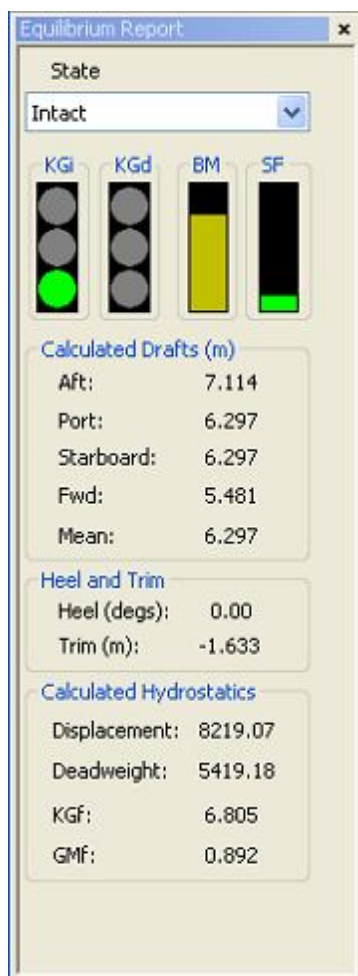 Equilibrium Report
State
Intact
KGi KGd BM SF
Calculated Drafts (m)
Aft: 7.114
Port: 6.297
Starboard: 6.297
Fwd: 5.481
Mean: 6.297
Heel and Trim
Heel (degs): 0.00
Trim (m): -1.633
Calculated Hydrostatics
Displacement: 8219.07
Deadweight: 5419.18
KGf: 6.805
GMf: 0.892